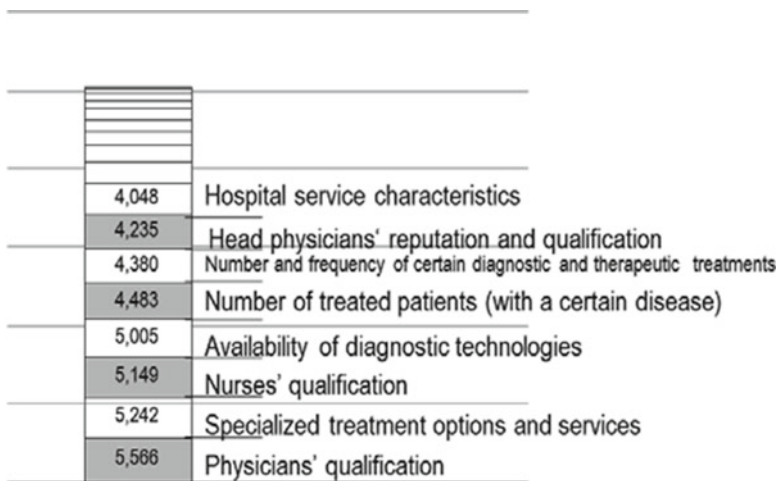 4,048 Hospital service characteristics
4,235 Head physicians‘ reputation and qualification
4,380 Number and frequency of certain diagnostic and therapeutic treatments
4,483 Number of treated patients (with a certain disease)
5,005 Availability of diagnostic technologies
5,149 Nurses’ qualification
5,242 Specialized treatment options and services
5,566 Physicians’ qualification